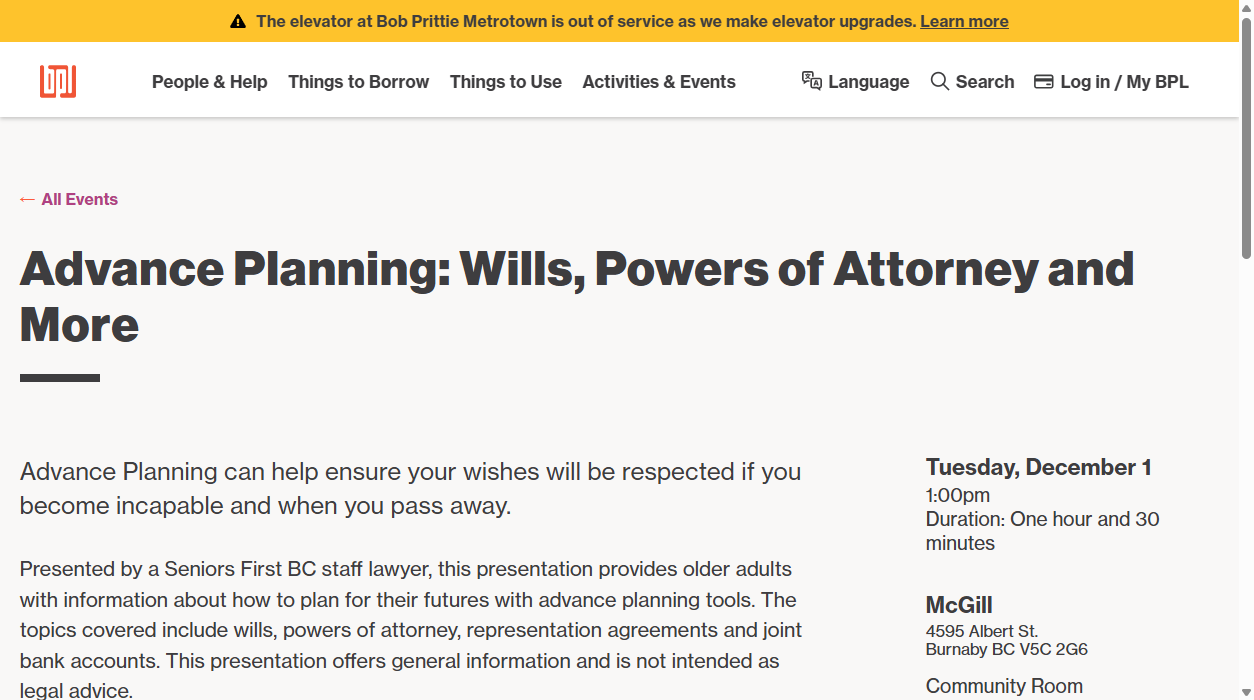 The elevator at Bob Prittie Metrotown is out of service as we make elevator upgrades. Learn more
People & Help Things to Borrow Things to Use Activities & Events Language Search Log in / My BPL
← All Events
Advance Planning: Wills, Powers of Attorney and
More
Advance Planning can help ensure your wishes will be respected if you
become incapable and when you pass away.
Presented by a Seniors First BC staff lawyer, this presentation provides older adults
with information about how to plan for their futures with advance planning tools. The
topics covered include wills, powers of attorney, representation agreements and joint
bank accounts. This presentation offers general information and is not intended as
legal advice.
Tuesday, December 1
1:00pm
Duration: One hour and 30
minutes
McGill
4595 Albert St.
Burnaby BC V5C 2G6
Community Room